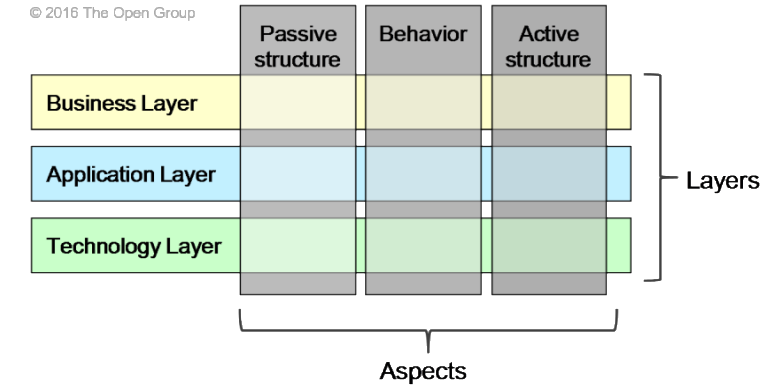 © 2016 The Open Group
Passive
structure
Behavior
Active
structure
Business Layer
Application Layer
Layers
Technology Layer
Aspects